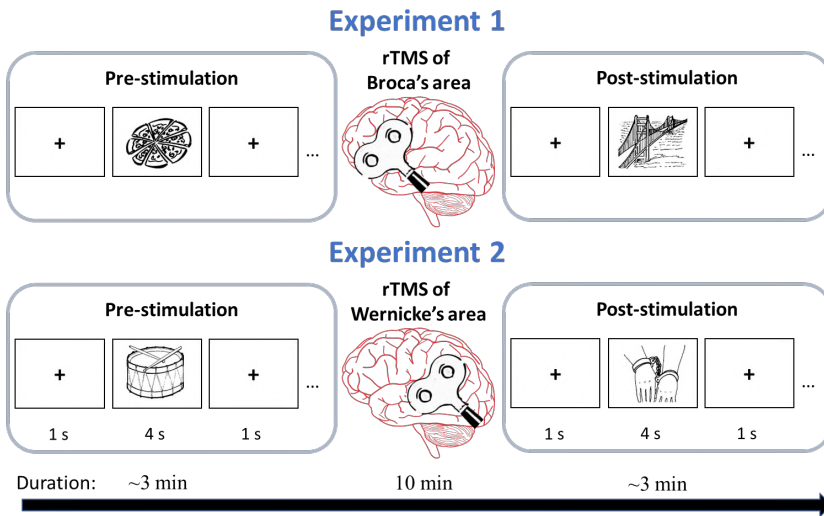 Experiment 1
Pre-stimulation
rTMS of
Broca's area
Post-stimulation
+
+
...
+
+
...
Experiment 2
Pre-stimulation
rTMS of
Wernicke's area
Post-stimulation
+
+
...
+
+
...
1 s 4 s 1 s 1 s 4 s 1 s
Duration: ~3 min 10 min ~3 min